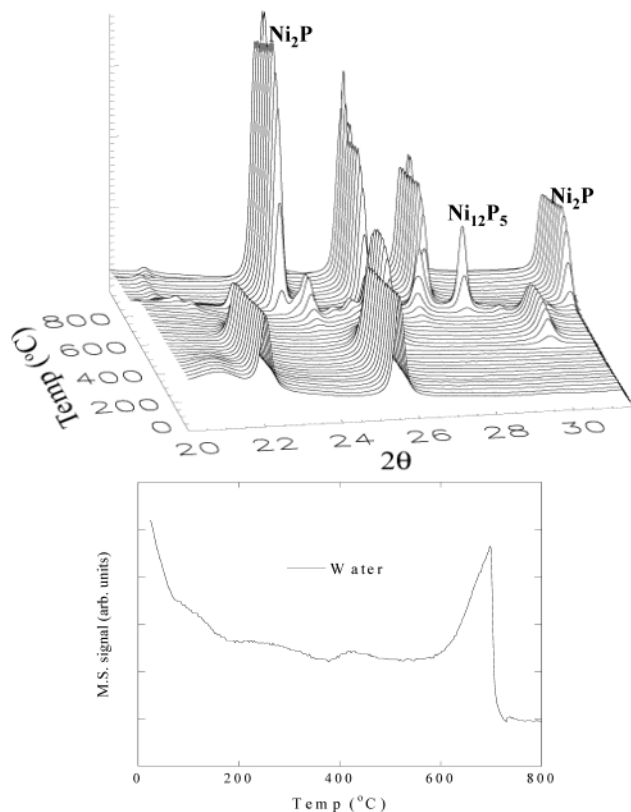 Ni₂P
Ni₁₂P₅
Ni₂P
800
600
400
200
0
Temp (°C)
20 22 24 26 28 30
2θ
M.S. signal (arb. units)
Water
0 200 400 600 800
Temp (°C)